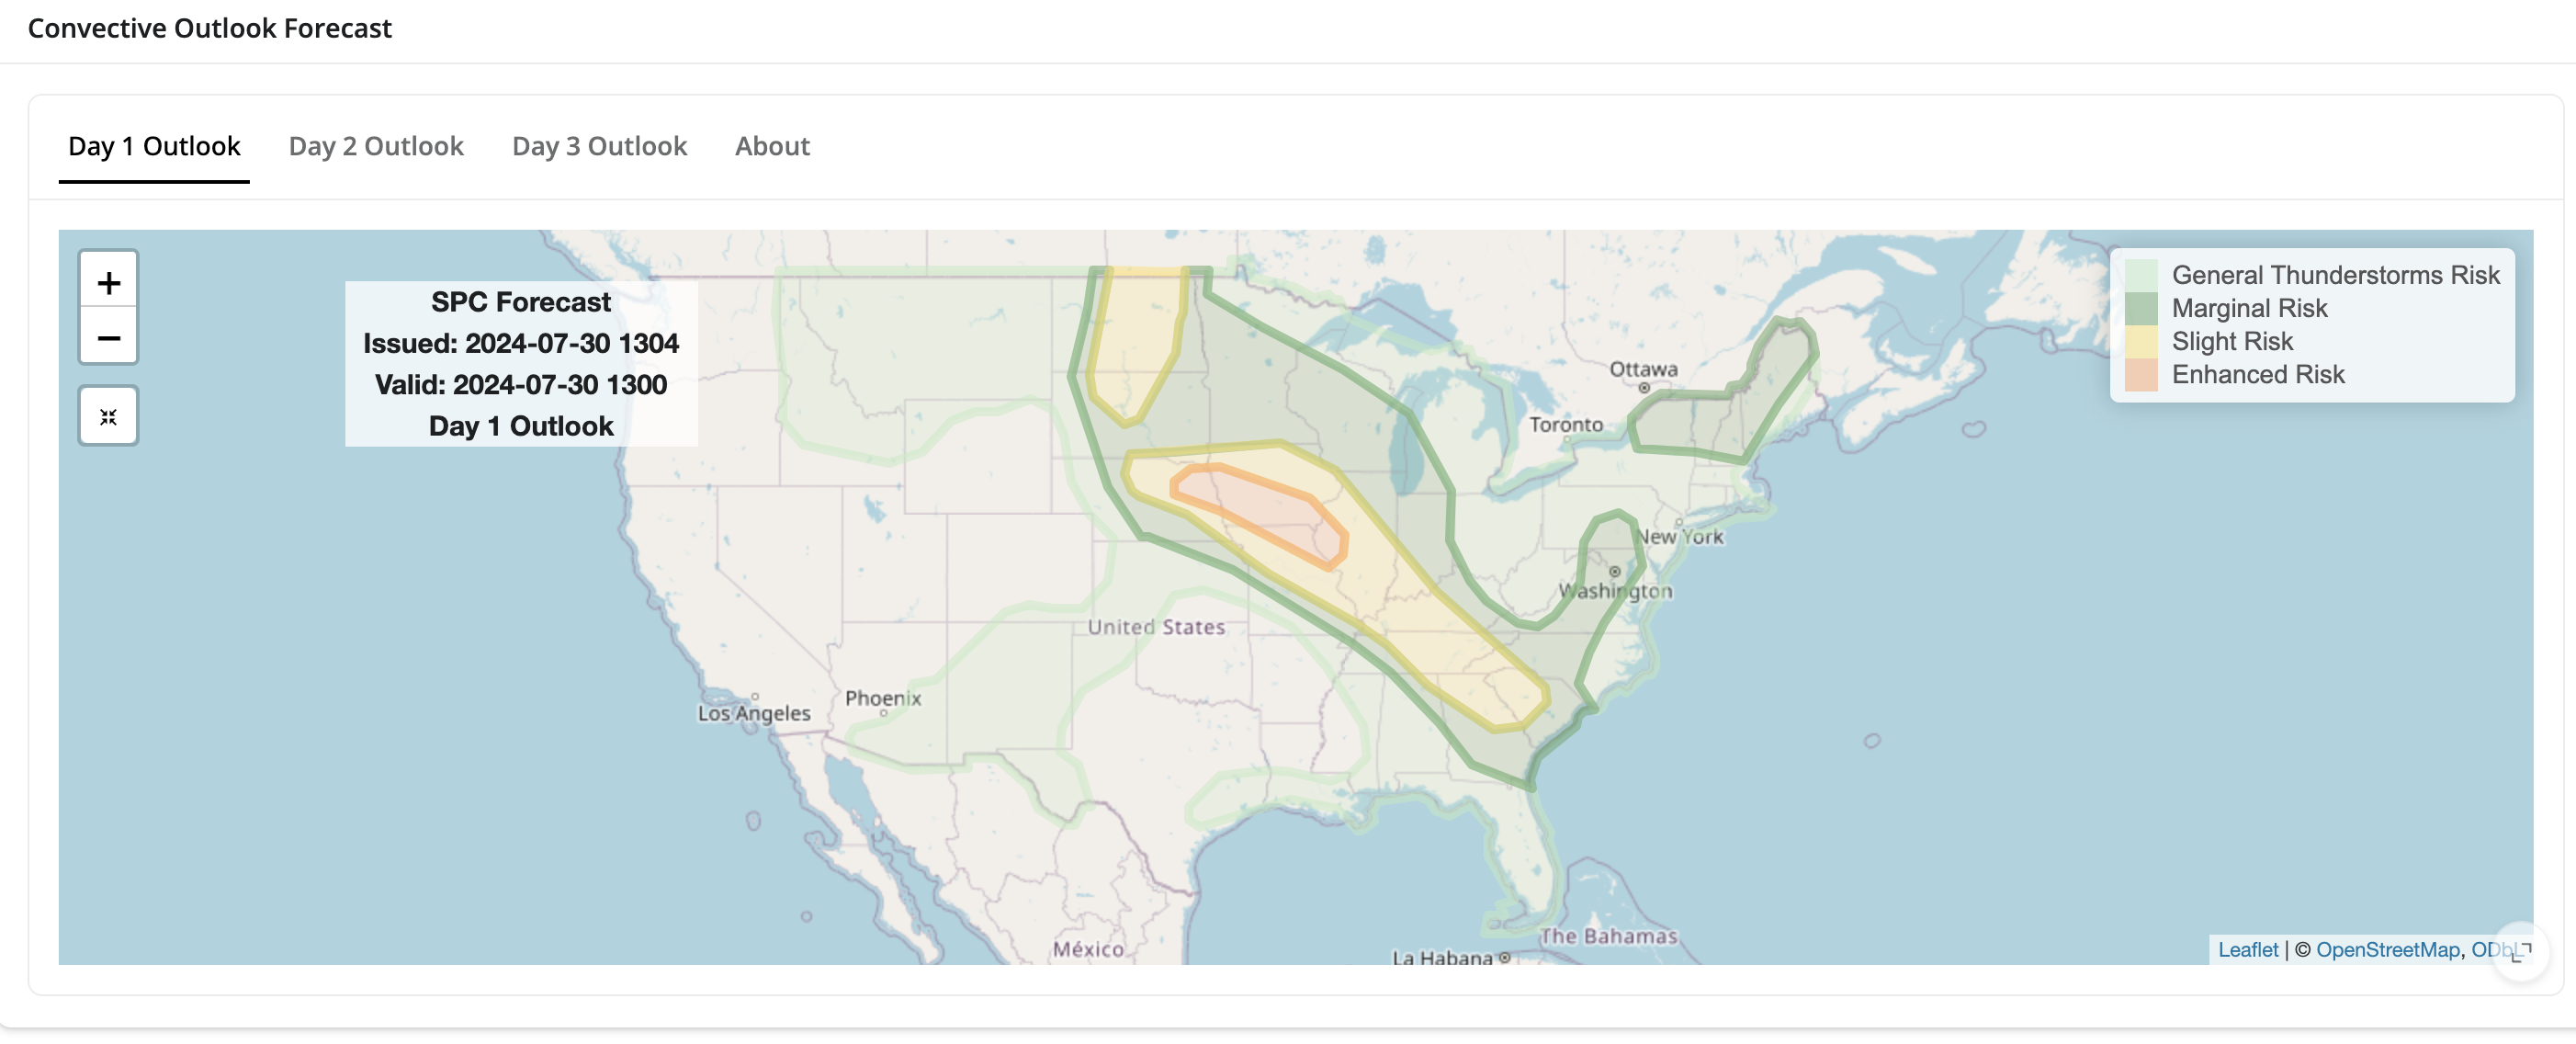 Convective Outlook Forecast
Day 1 Outlook
Day 2 Outlook
Day 3 Outlook
About
+
−
SPC Forecast
Issued: 2024-07-30 1304
Valid: 2024-07-30 1300
Day 1 Outlook
General Thunderstorms Risk
Marginal Risk
Slight Risk
Enhanced Risk
Ottawa
Toronto
New York
Washington
United States
Phoenix
Los Angeles
México
The Bahamas
La Habana
Leaflet | © OpenStreetMap, ODbL